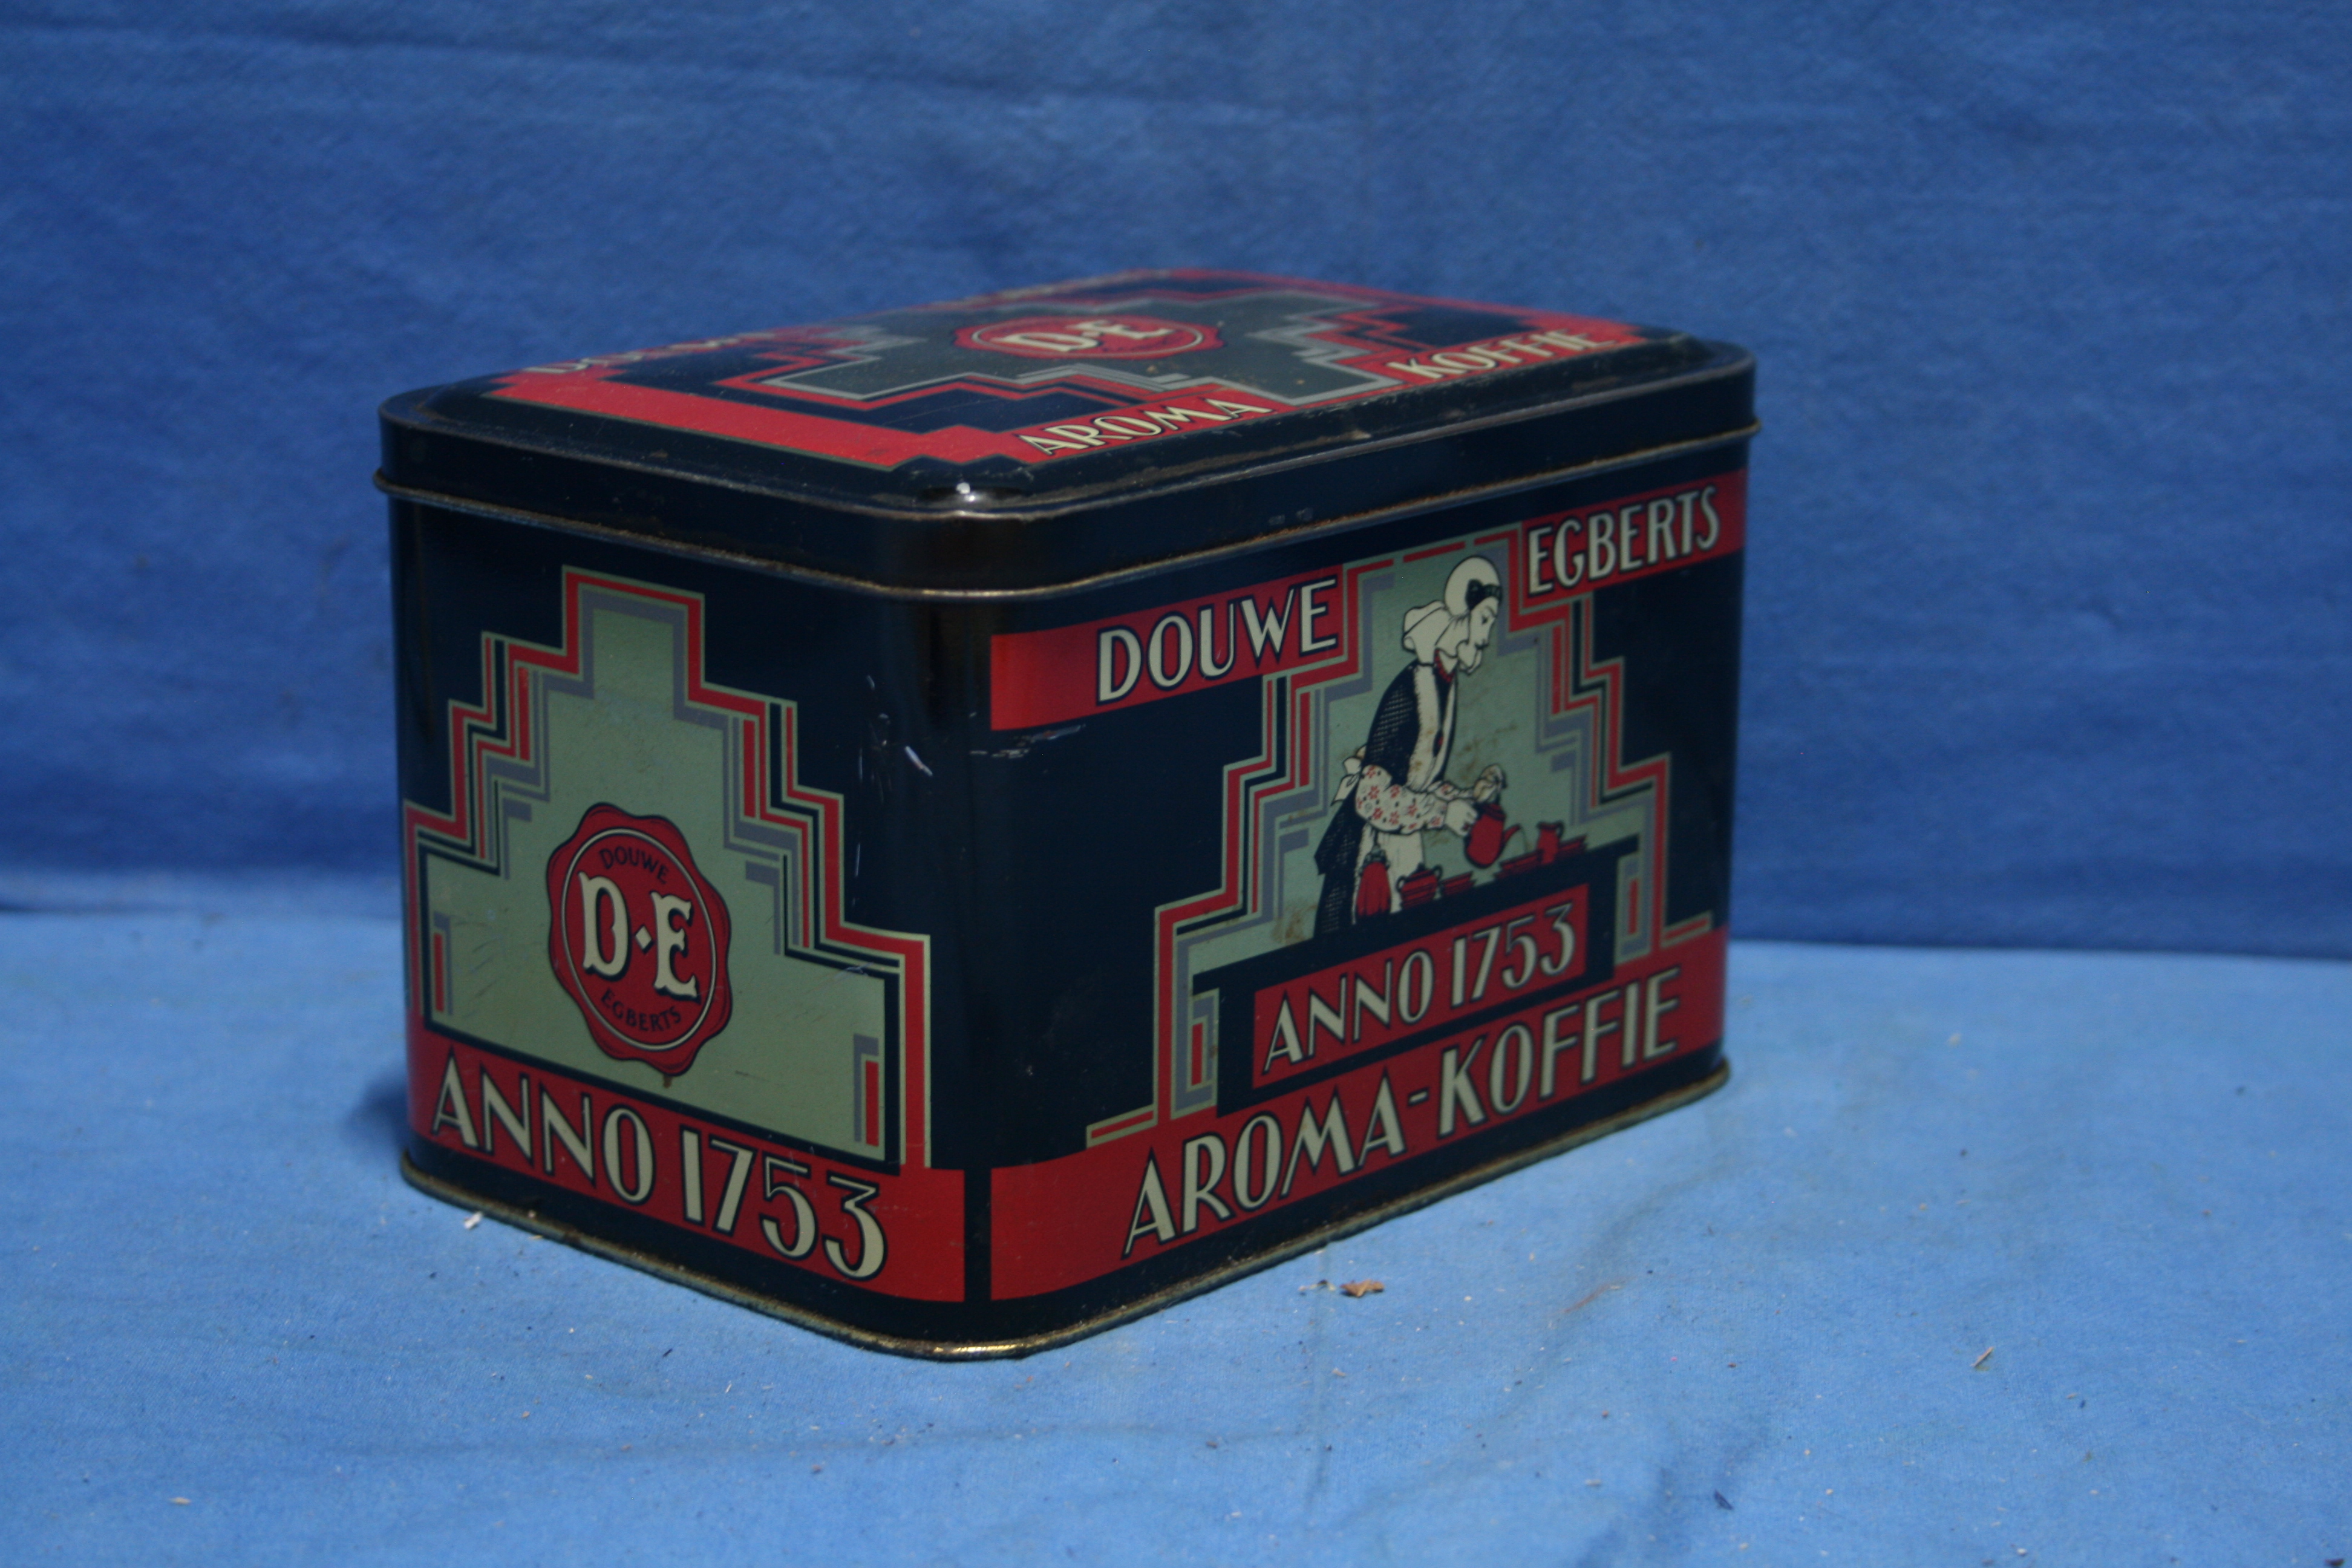 D·E
AROMA KOFFIE
DOUWE EGBERTS
ANNO 1753
AROMA-KOFFIE
DOUWE
D·E
EGBERTS
ANNO 1753